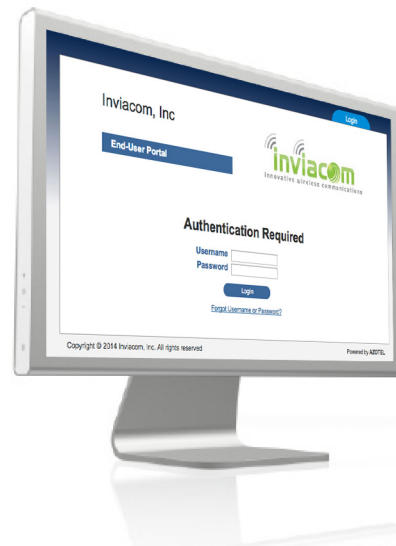 Login
Inviacom, Inc
End-User Portal
inviacom
Innovative wireless communications
Authentication Required
Username
Password
Login
Forgot Username or Password?
Copyright © 2014 Inviacom, Inc. All rights reserved
Powered by AZOTEL